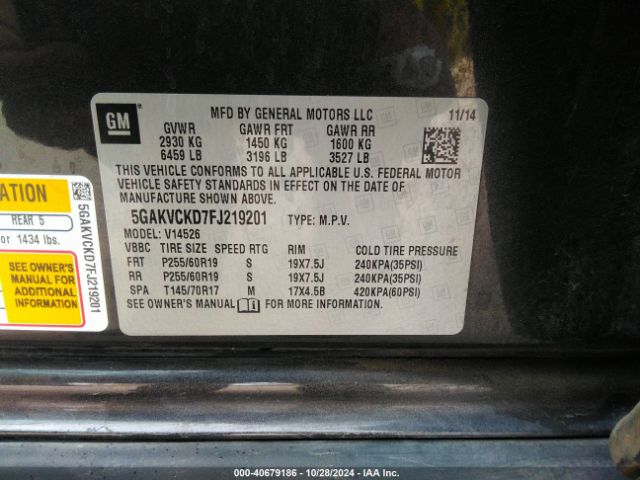 GM
MFD BY GENERAL MOTORS LLC
11/14
GVWR GAWR FRT GAWR RR
2930 KG 1450 KG 1600 KG
6459 LB 3196 LB 3527 LB
THIS VEHICLE CONFORMS TO ALL APPLICABLE U.S. FEDERAL MOTOR
VEHICLE SAFETY STANDARDS IN EFFECT ON THE DATE OF
MANUFACTURE SHOWN ABOVE.
5GAKVCKD7FJ219201 TYPE: M.P.V.
MODEL: V14526
VBBC TIRE SIZE SPEED RTG RIM COLD TIRE PRESSURE
FRT P255/60R19 S 19X7.5J 240KPA(35PSI)
RR P255/60R19 S 19X7.5J 240KPA(35PSI)
SPA T145/70R17 M 17X4.5B 420KPA(60PSI)
SEE OWNER'S MANUAL FOR MORE INFORMATION.
ATION
REAR 5
or 1434 lbs.
SEE OWNER'S
MANUAL FOR
ADDITIONAL
INFORMATION
5GAKVCKD7FJ219201
000-40679186 - 10/28/2024 - IAA Inc.